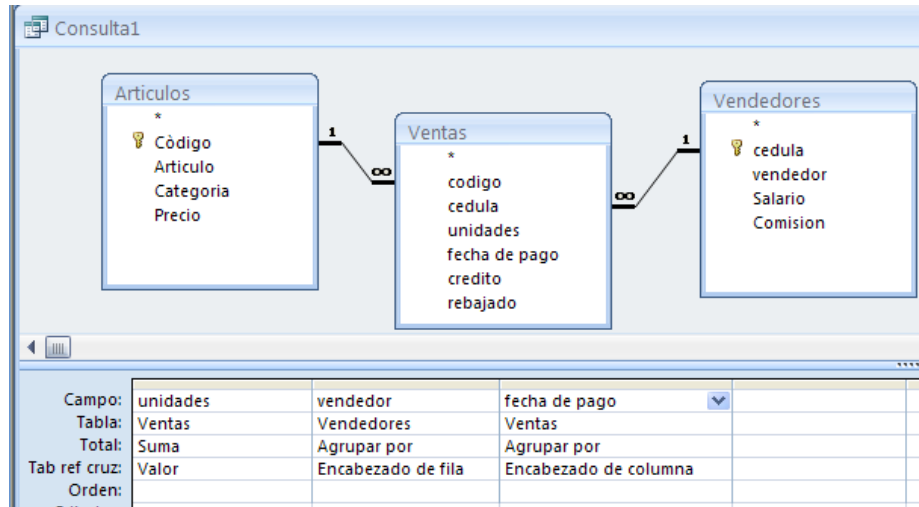 Consulta1
Articulos
*
Còdigo
Articulo
Categoria
Precio
1
∞
Ventas
*
codigo
cedula
unidades
fecha de pago
credito
rebajado
1
∞
Vendedores
*
cedula
vendedor
Salario
Comision
Campo: unidades vendedor fecha de pago
Tabla: Ventas Vendedores Ventas
Total: Suma Agrupar por Agrupar por
Tab ref cruz: Valor Encabezado de fila Encabezado de columna
Orden: